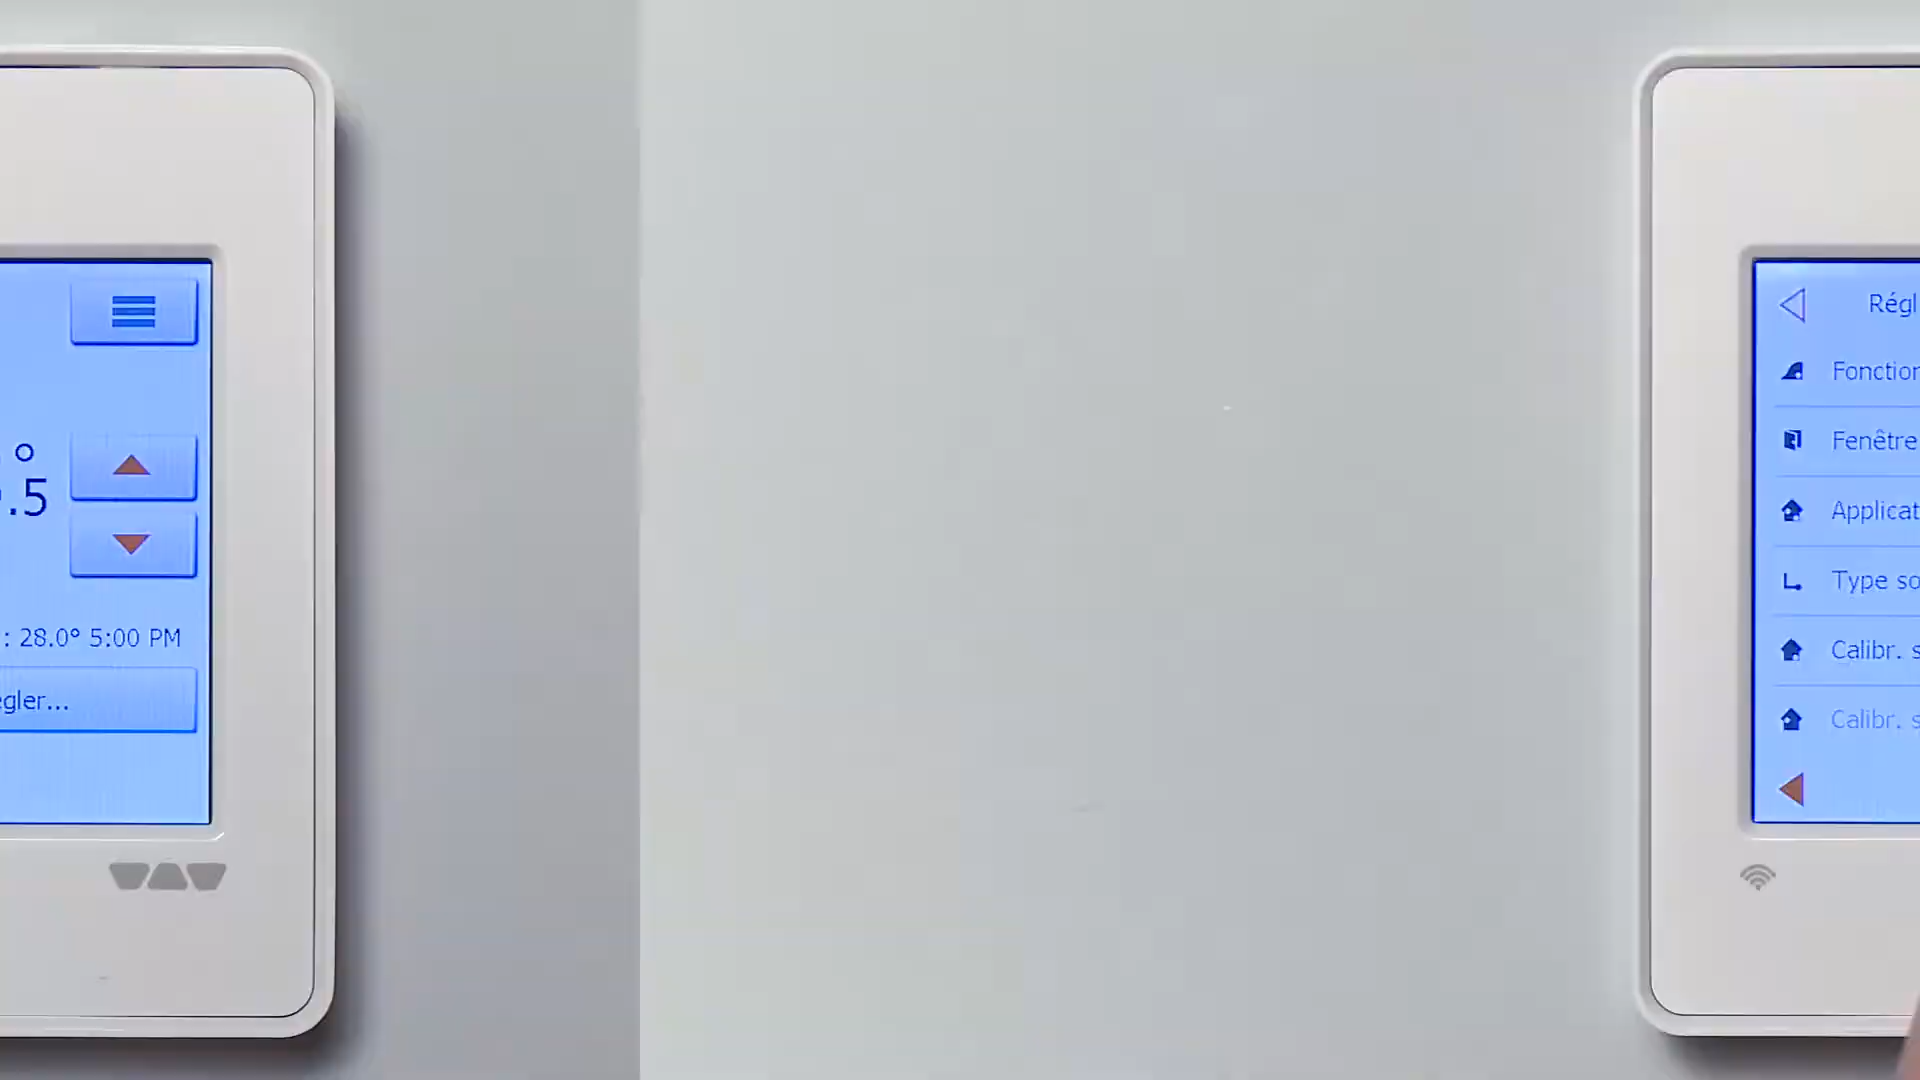 °
.5
: 28.0° 5:00 PM
gler...
Régl
Fonction
Fenêtre
Applicat
Type so
Calibr. s
Calibr. s